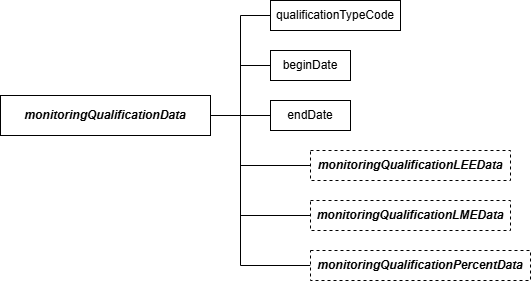 qualificationTypeCode
beginDate
monitoringQualificationData
endDate
monitoringQualificationLEEData
monitoringQualificationLMEData
monitoringQualificationPercentData